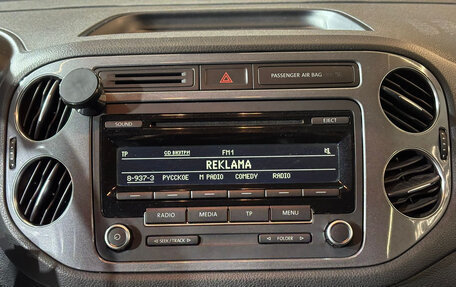 PASSENGER AIR BAG
SOUND
EJECT
TP CD ВНУТРИ FM1
REKLAMA
8-937-3 РУССКОЕ М РАDIO COMEDY RADIO
RADIO MEDIA TP MENU
SEEK / TRACK
FOLDER